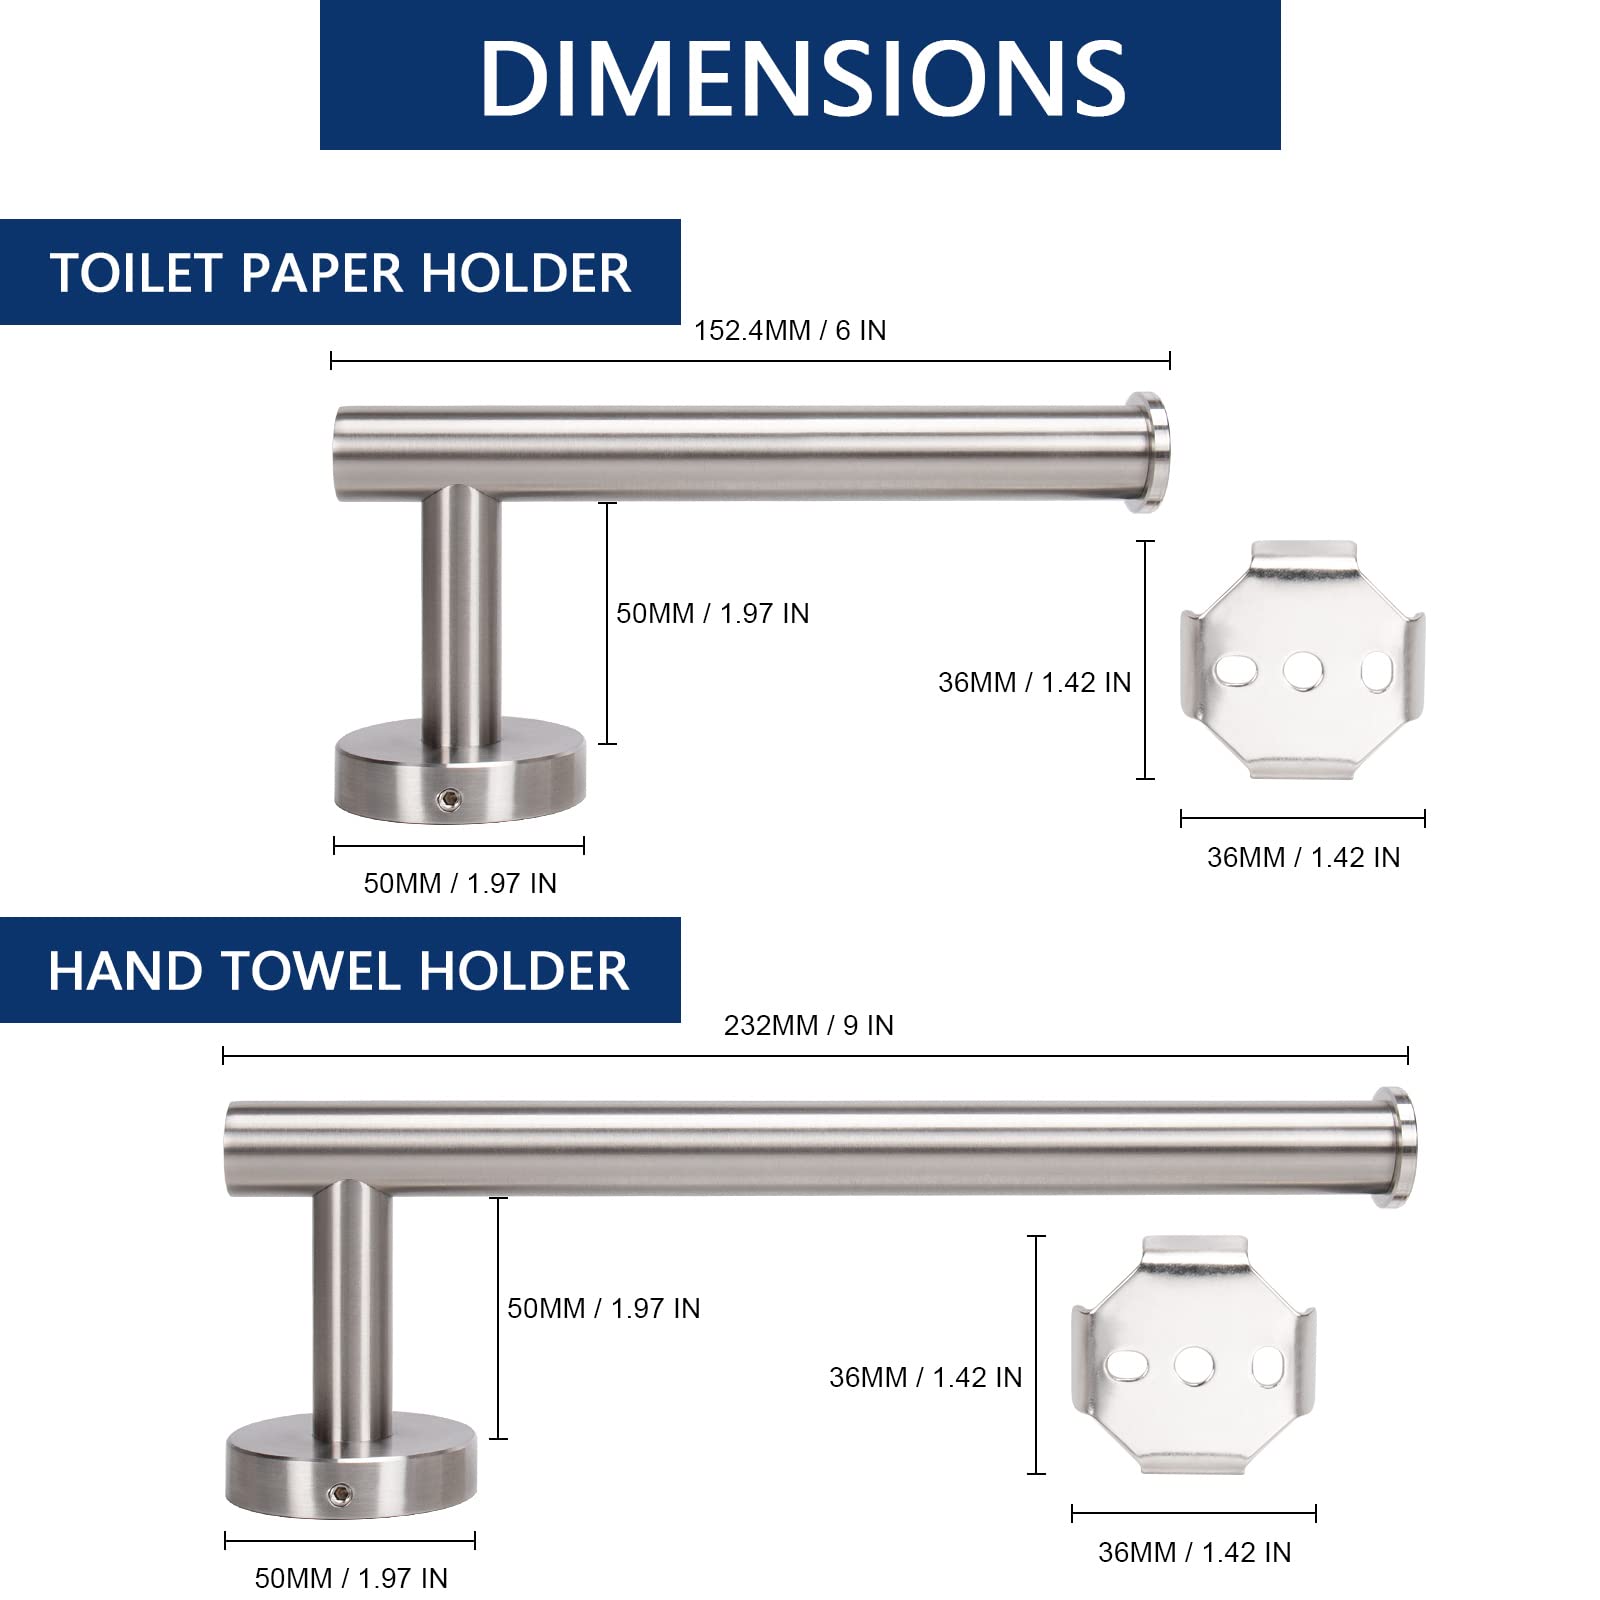 DIMENSIONS
TOILET PAPER HOLDER
152.4MM / 6 IN
50MM / 1.97 IN
36MM / 1.42 IN
36MM / 1.42 IN
50MM / 1.97 IN
HAND TOWEL HOLDER
232MM / 9 IN
50MM / 1.97 IN
36MM / 1.42 IN
36MM / 1.42 IN
50MM / 1.97 IN